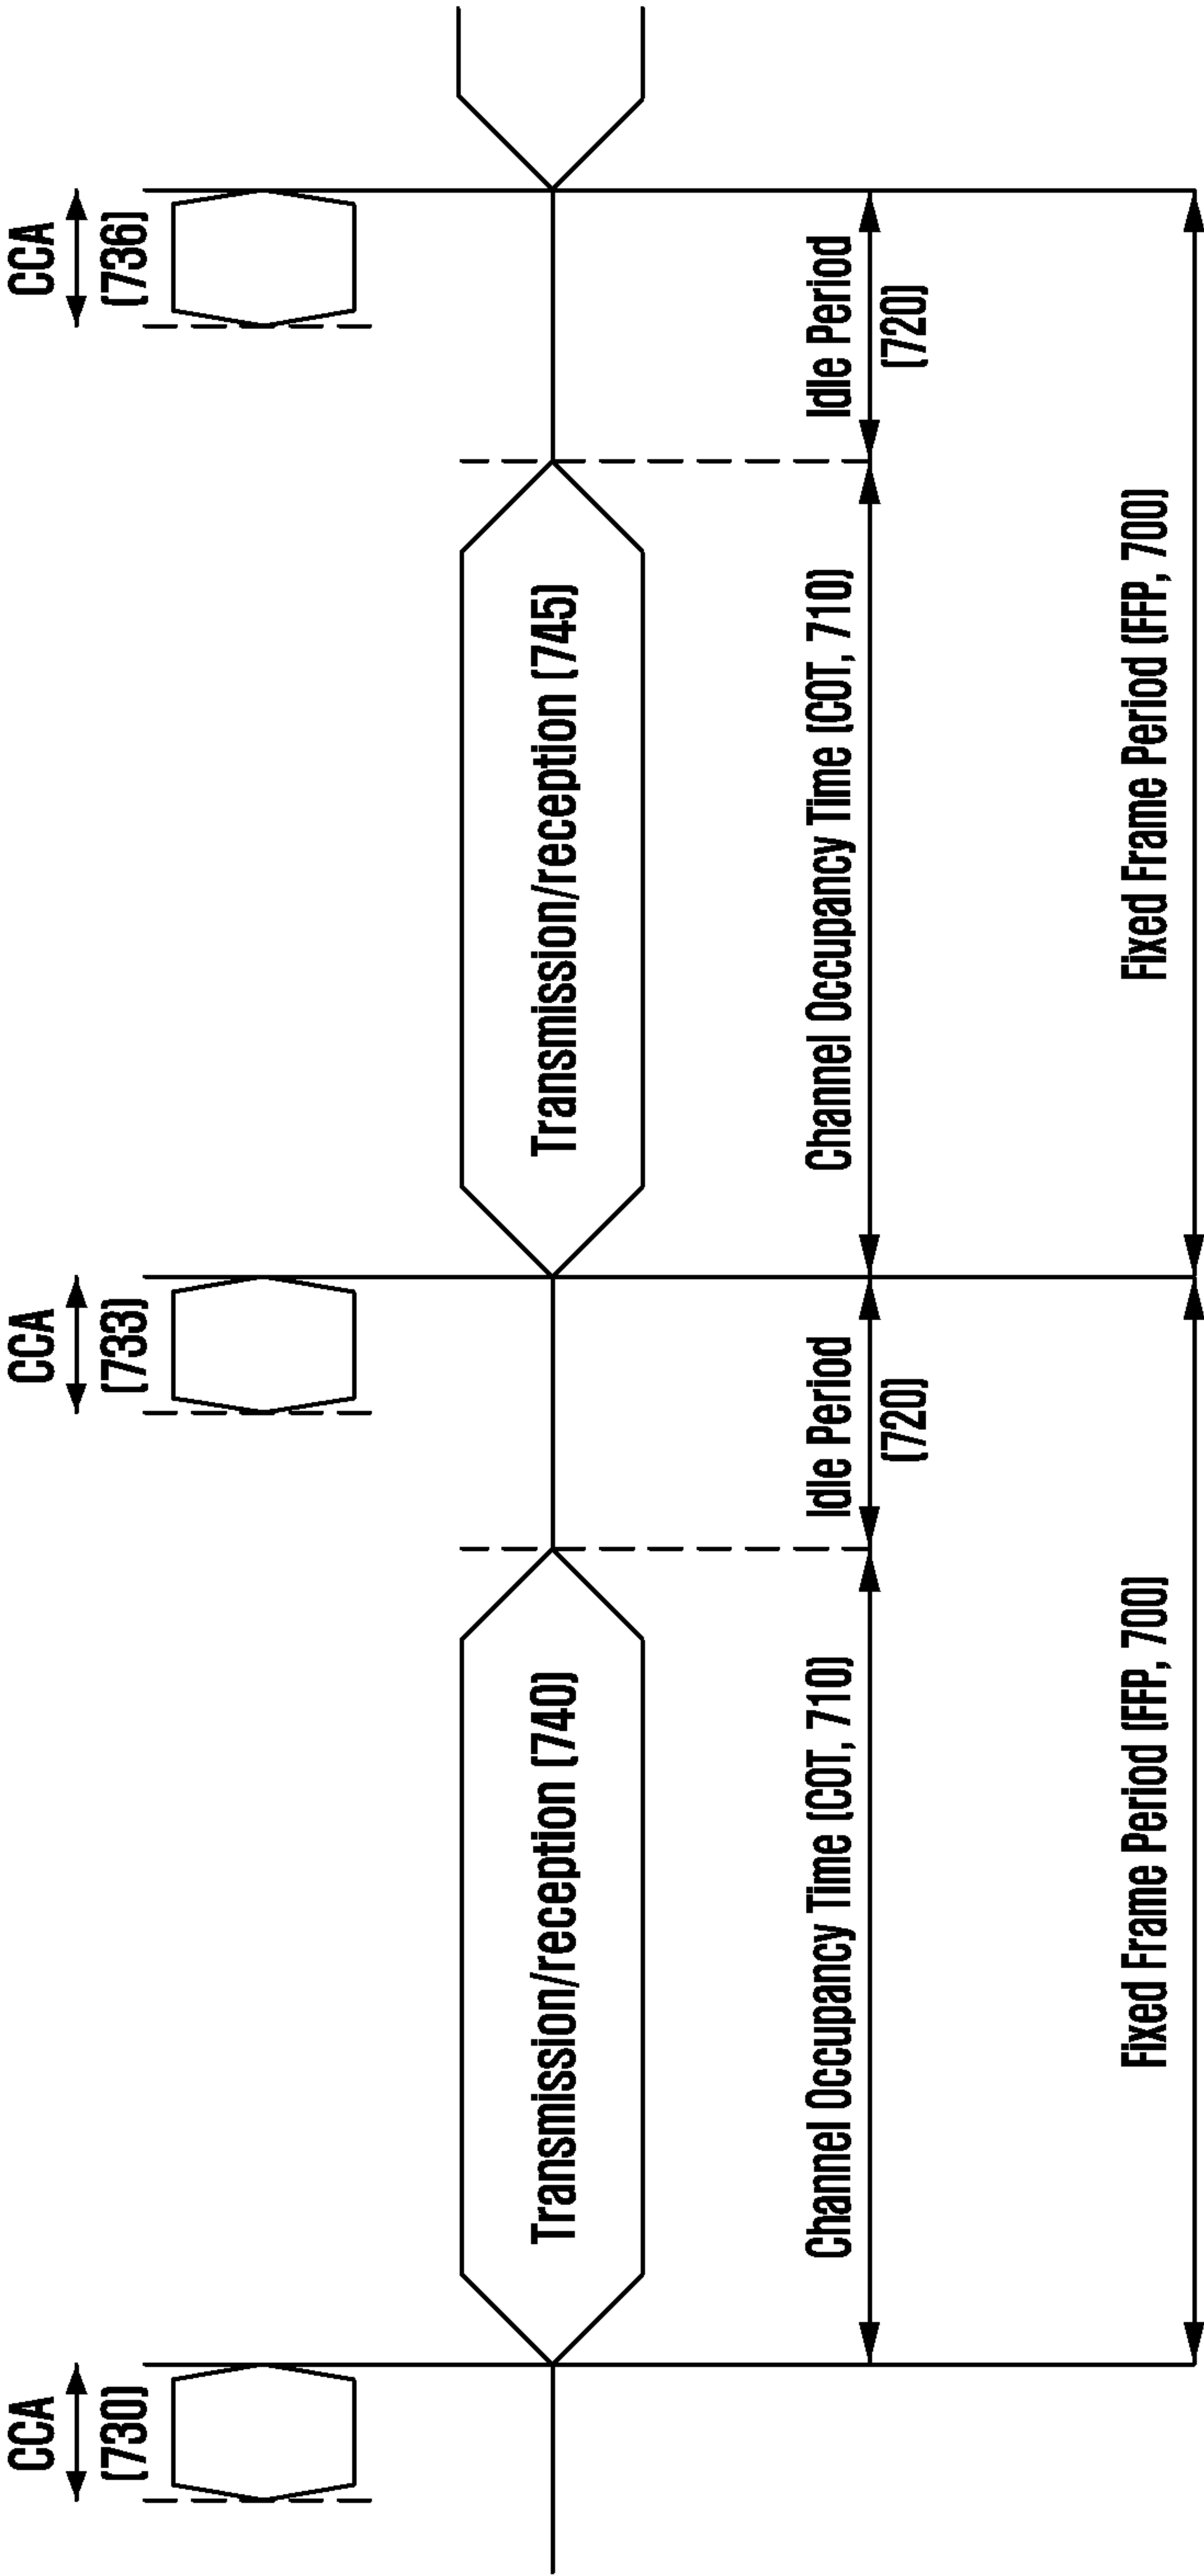 CCA
(730)
CCA
(733)
CCA
(736)
Transmission/reception (740)
Transmission/reception (745)
Channel Occupancy Time (COT, 710)
Idle Period
(720)
Channel Occupancy Time (COT, 710)
Idle Period
(720)
Fixed Frame Period (FFP, 700)
Fixed Frame Period (FFP, 700)